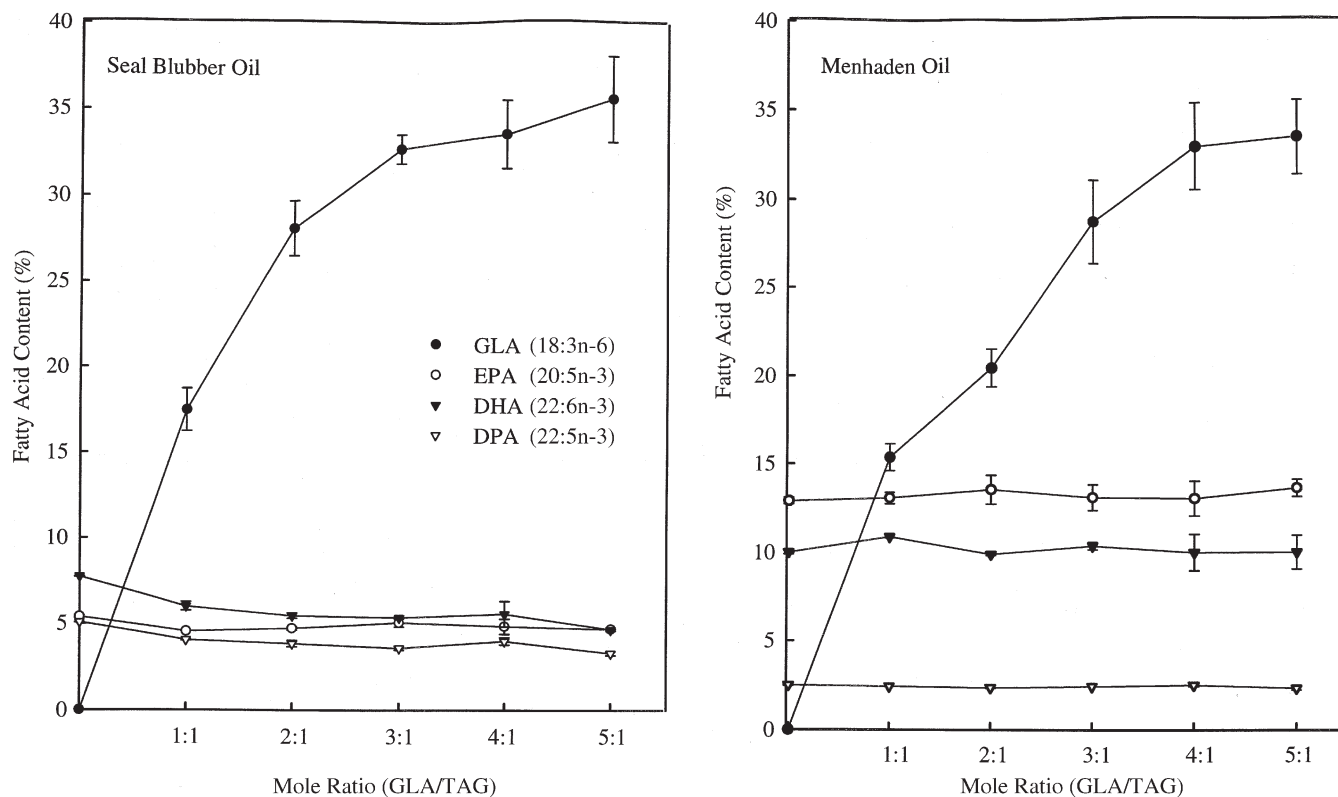 Seal Blubber Oil
Fatty Acid Content (%)
40
35
30
25
20
15
10
5
0
GLA (18:3n-6)
EPA (20:5n-3)
DHA (22:6n-3)
DPA (22:5n-3)
1:1 2:1 3:1 4:1 5:1
Mole Ratio (GLA/TAG)
Menhaden Oil
Fatty Acid Content (%)
40
35
30
25
20
15
10
5
0
1:1 2:1 3:1 4:1 5:1
Mole Ratio (GLA/TAG)